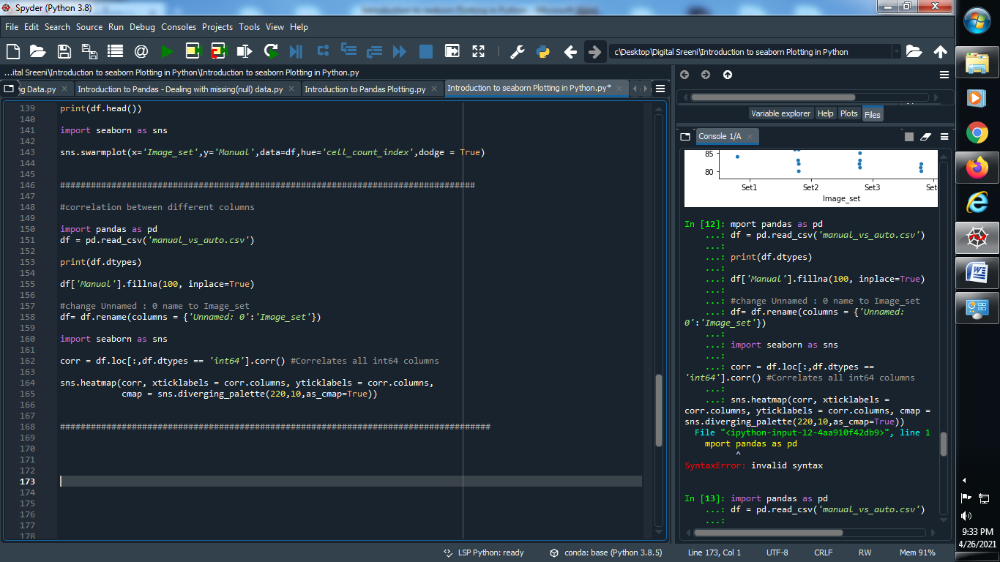 Spyder (Python 3.8)
File Edit Search Source Run Debug Consoles Projects Tools View Help
c\Desktop\Digital Sreeni\Introduction to seaborn Plotting in Python
...ital Sreeni\Introduction to seaborn Plotting in Python\Introduction to seaborn Plotting in Python.py
g Data.py Introduction to Pandas - Dealing with missing(null) data.py Introduction to Pandas Plotting.py Introduction to seaborn Plotting in Python.py*
139 print(df.head())
140
141 import seaborn as sns
142
143 sns.swarmplot(x='Image_set',y='Manual',data=df,hue='cell_count_index',dodge = True)
144
145
146 #################################################################################
147
148 #correlation between different columns
149
150 import pandas as pd
151 df = pd.read_csv('manual_vs_auto.csv')
152
153 print(df.dtypes)
154
155 df['Manual'].fillna(100, inplace=True)
156
157 #change Unnamed : 0 name to Image_set
158 df= df.rename(columns = {'Unnamed: 0':'Image_set'})
159
160 import seaborn as sns
161
162 corr = df.loc[:,df.dtypes == 'int64'].corr() #Correlates all int64 columns
163
164 sns.heatmap(corr, xticklabels = corr.columns, yticklabels = corr.columns,
165 cmap = sns.diverging_palette(220,10,as_cmap=True))
166
167
168 ####################################################################################
169
170
171
172
173
174
175
176
177
178
Variable explorer Help Plots Files
Console 1/A
85
80
Set1 Set2 Set3 Set
Image_set
In [12]: mport pandas as pd
...: df = pd.read_csv('manual_vs_auto.csv')
...:
...: print(df.dtypes)
...:
...: df['Manual'].fillna(100, inplace=True)
...:
...: #change Unnamed : 0 name to Image_set
...: df= df.rename(columns = {'Unnamed:
0':'Image_set'})
...:
...: import seaborn as sns
...:
...: corr = df.loc[:,df.dtypes ==
'int64'].corr() #Correlates all int64 columns
...:
...: sns.heatmap(corr, xticklabels =
corr.columns, yticklabels = corr.columns, cmap =
sns.diverging_palette(220,10,as_cmap=True))
File "<ipython-input-12-4aa910f42db9>", line 1
mport pandas as pd
^
SyntaxError: invalid syntax
In [13]: import pandas as pd
...: df = pd.read_csv('manual_vs_auto.csv')
...:
LSP Python: ready conda: base (Python 3.8.5) Line 173, Col 1 UTF-8 CRLF RW Mem 91%
9:33 PM
4/26/2021